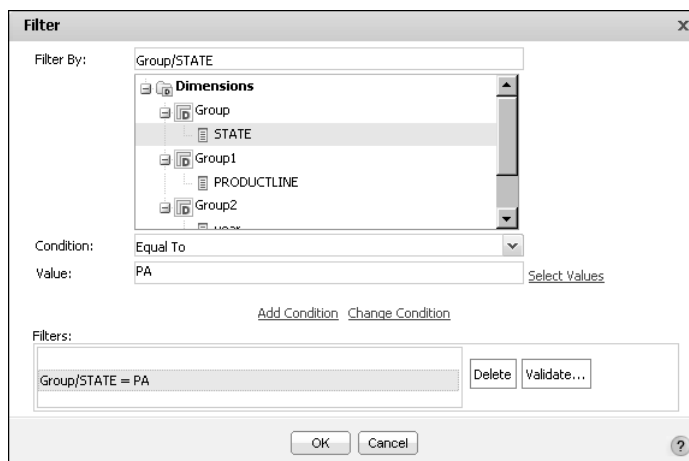 Filter x
Filter By: Group/STATE
Dimensions
Group
STATE
Group1
PRODUCTLINE
Group2
year
Condition: Equal To
Value: PA Select Values
Add Condition Change Condition
Filters:
Group/STATE = PA Delete Validate...
OK Cancel ?